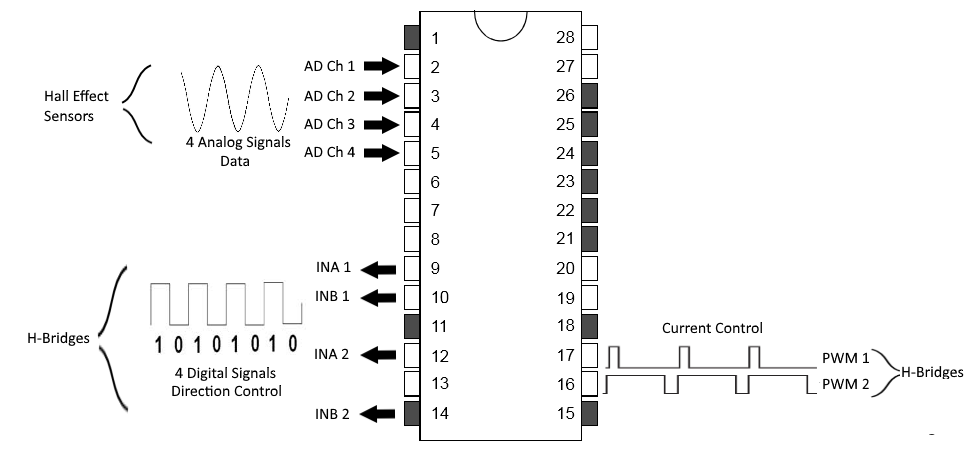 1 28
AD Ch 1 2 27
AD Ch 2 3 26
Hall Effect
Sensors
AD Ch 3 4 25
4 Analog Signals
Data
AD Ch 4 5 24
6 23
7 22
8 21
INA 1 9 20
INB 1 10 19
11 18
H-Bridges
1 0 1 0 1 0 1 0
4 Digital Signals
Direction Control
INA 2 12 17
13 16
INB 2 14 15
Current Control
PWM 1
PWM 2
H-Bridges